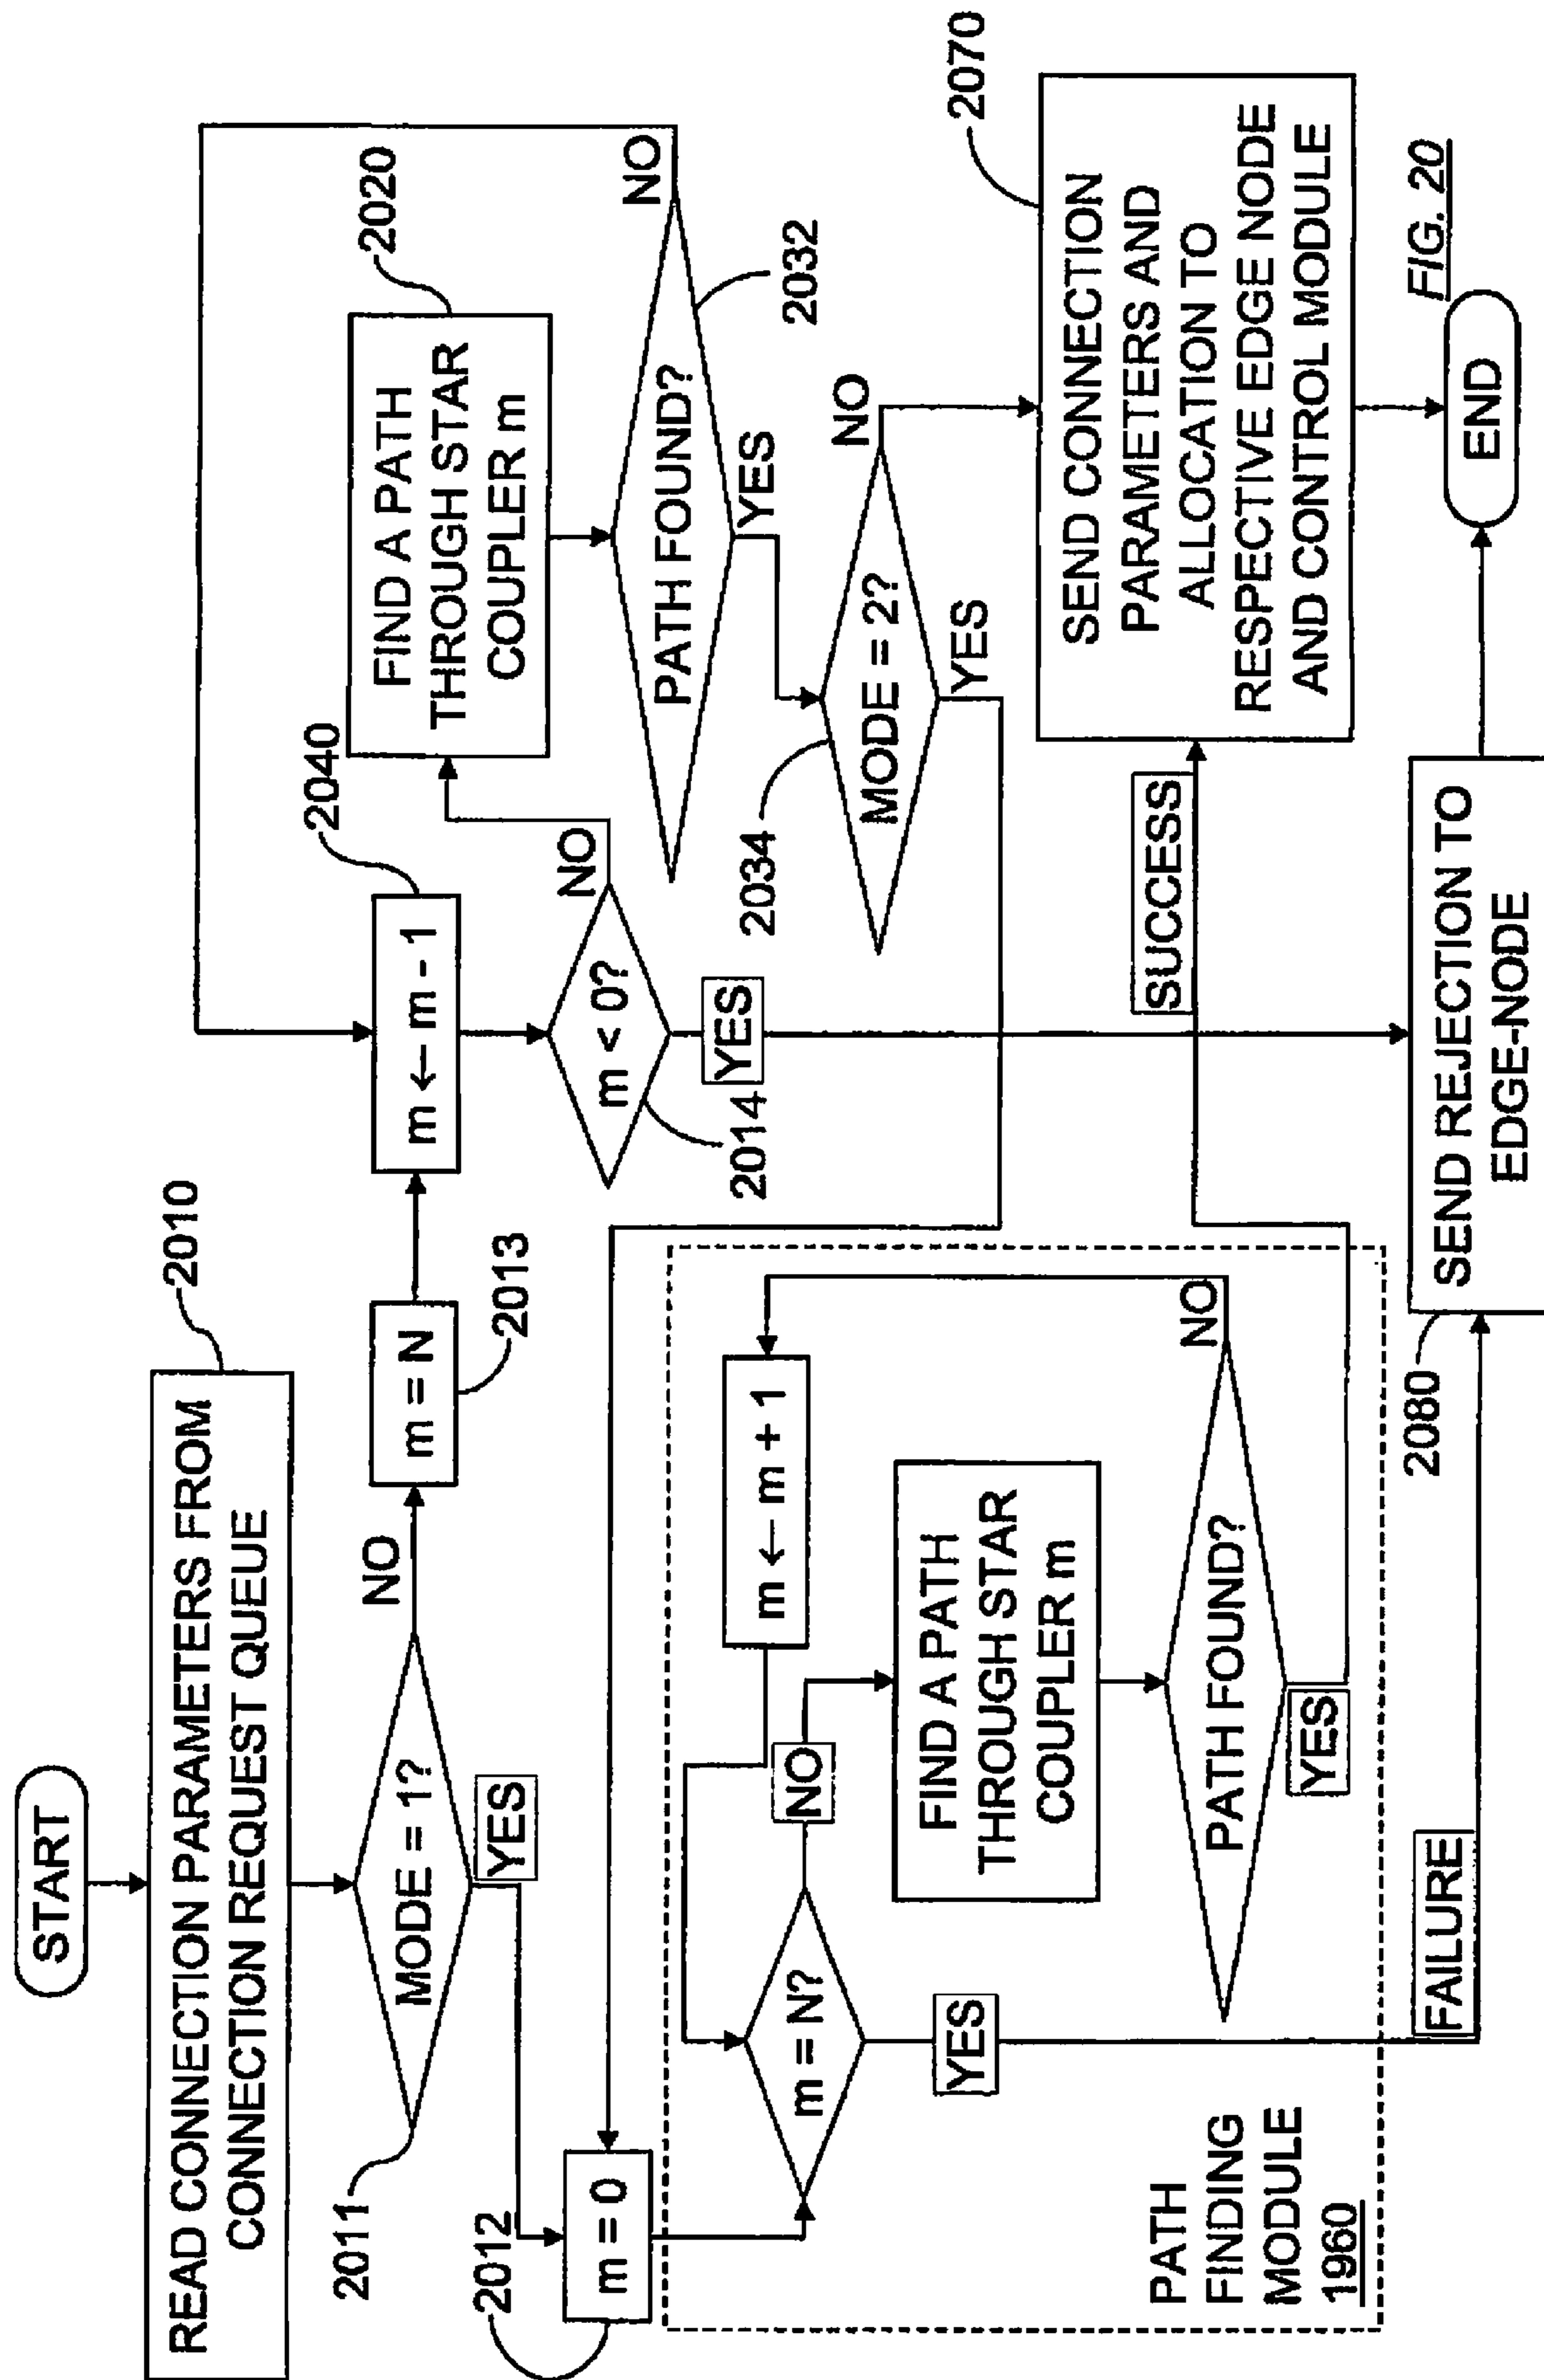 START
READ CONNECTION PARAMETERS FROM
CONNECTION REQUEST QUEUE
2010
MODE = 1?
2011
NO
YES
m = N
2013
m ← m - 1
2040
m < 0?
2014
NO
YES
FIND A PATH
THROUGH STAR
COUPLER m
2020
PATH FOUND?
2032
NO
YES
MODE = 2?
2034
NO
YES
2012
m = 0
m ← m + 1
m = N?
NO
YES
FIND A PATH
THROUGH STAR
COUPLER m
PATH FOUND?
NO
YES
PATH
FINDING
MODULE
1960
SUCCESS
FAILURE
SEND CONNECTION
PARAMETERS AND
ALLOCATION TO
RESPECTIVE EDGE NODE
AND CONTROL MODULE
2070
2080
SEND REJECTION TO
EDGE-NODE
END
FIG. 20